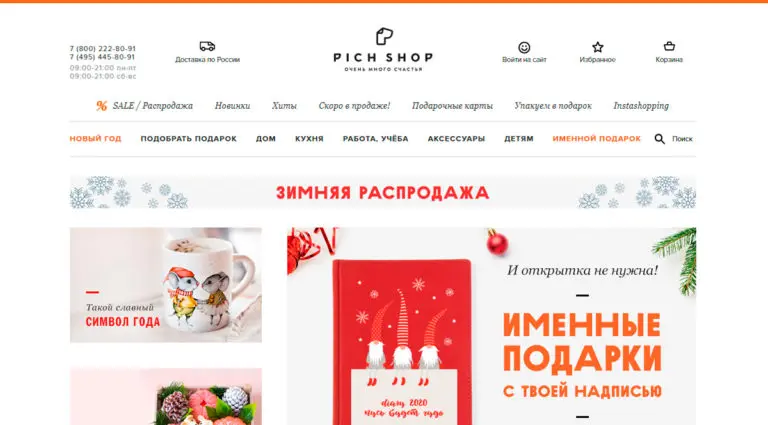 7 (800) 222-80-91
7 (495) 445-80-91
09:00-21:00 пн-пт
09:00-21:00 сб-вс
Доставка по России
PICH SHOP
ОЧЕНЬ МНОГО СЧАСТЬЯ
Войти на сайт
Избранное
Корзина
% SALE / Распродажа
Новинки
Хиты
Скоро в продаже!
Подарочные карты
Упакуем в подарок
Instashopping
НОВЫЙ ГОД
ПОДОБРАТЬ ПОДАРОК
ДОМ
КУХНЯ
РАБОТА, УЧЁБА
АКСЕССУАРЫ
ДЕТЯМ
ИМЕННОЙ ПОДАРОК
Поиск
ЗИМНЯЯ РАСПРОДАЖА
Такой славный
СИМВОЛ ГОДА
diary 2020
пусть будет чудо
И открытка не нужна!
ИМЕННЫЕ
ПОДАРКИ
С ТВОЕЙ НАДПИСЬЮ